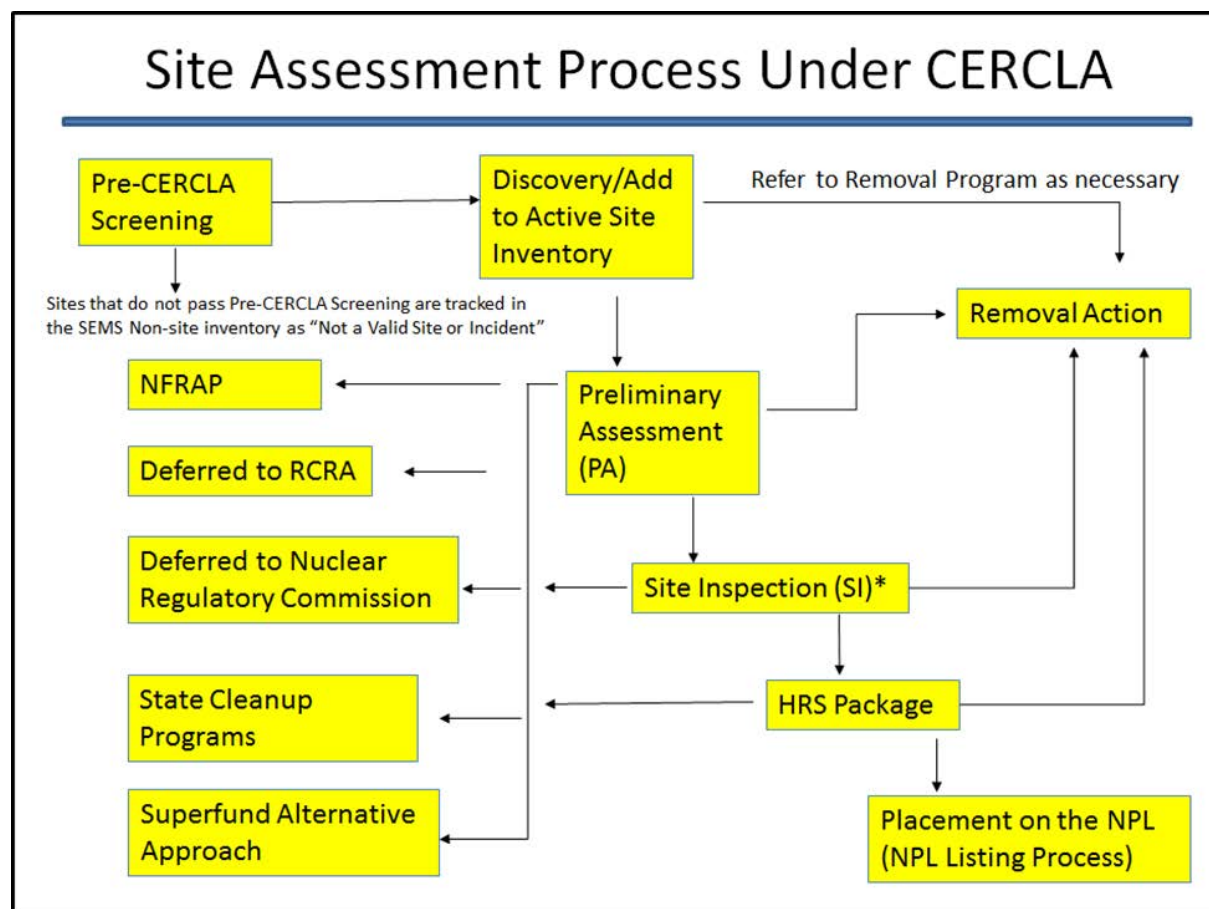 Site Assessment Process Under CERCLA
Pre-CERCLA
Screening
Discovery/Add
to Active Site
Inventory
Refer to Removal Program as necessary
Sites that do not pass Pre-CERCLA Screening are tracked in
the SEMS Non-site inventory as “Not a Valid Site or Incident”
Removal Action
NFRAP
Preliminary
Assessment
(PA)
Deferred to RCRA
Deferred to Nuclear
Regulatory Commission
Site Inspection (SI)*
State Cleanup
Programs
HRS Package
Superfund Alternative
Approach
Placement on the NPL
(NPL Listing Process)